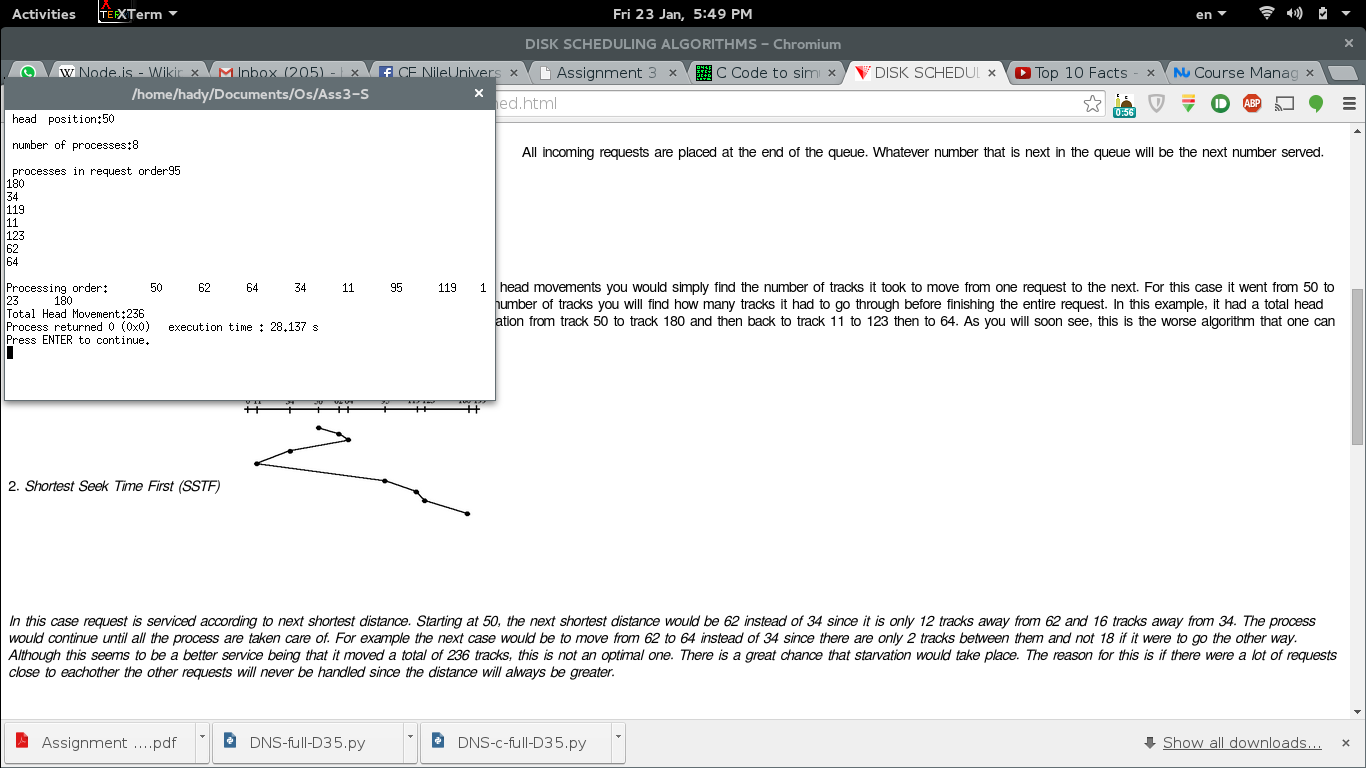 Activities XTerm Fri 23 Jan, 5:49 PM en
DISK SCHEDULING ALGORITHMS - Chromium
Node.js - Wikip Inbox (205) - CE NileUnivers Assignment 3 C Code to simu DISK SCHEDUL Top 10 Facts - Course Manag
/home/hady/Documents/Os/Ass3-S
ned.html
0:56 ABP
head position:50
number of processes:8
processes in request order95
180
34
119
11
123
62
64
Processing order: 50 62 64 34 11 95 119 1
23 180
Total Head Movement:236
Process returned 0 (0x0) execution time : 28.137 s
Press ENTER to continue.
All incoming requests are placed at the end of the queue. Whatever number that is next in the queue will be the next number served.
head movements you would simply find the number of tracks it took to move from one request to the next. For this case it went from 50 to
number of tracks you will find how many tracks it had to go through before finishing the entire request. In this example, it had a total head
ation from track 50 to track 180 and then back to track 11 to 123 then to 64. As you will soon see, this is the worse algorithm that one can
2. Shortest Seek Time First (SSTF)
In this case request is serviced according to next shortest distance. Starting at 50, the next shortest distance would be 62 instead of 34 since it is only 12 tracks away from 62 and 16 tracks away from 34. The process
would continue until all the process are taken care of. For example the next case would be to move from 62 to 64 instead of 34 since there are only 2 tracks between them and not 18 if it were to go the other way.
Although this seems to be a better service being that it moved a total of 236 tracks, this is not an optimal one. There is a great chance that starvation would take place. The reason for this is if there were a lot of requests
close to eachother the other requests will never be handled since the distance will always be greater.
Assignment ....pdf DNS-full-D35.py DNS-c-full-D35.py Show all downloads...